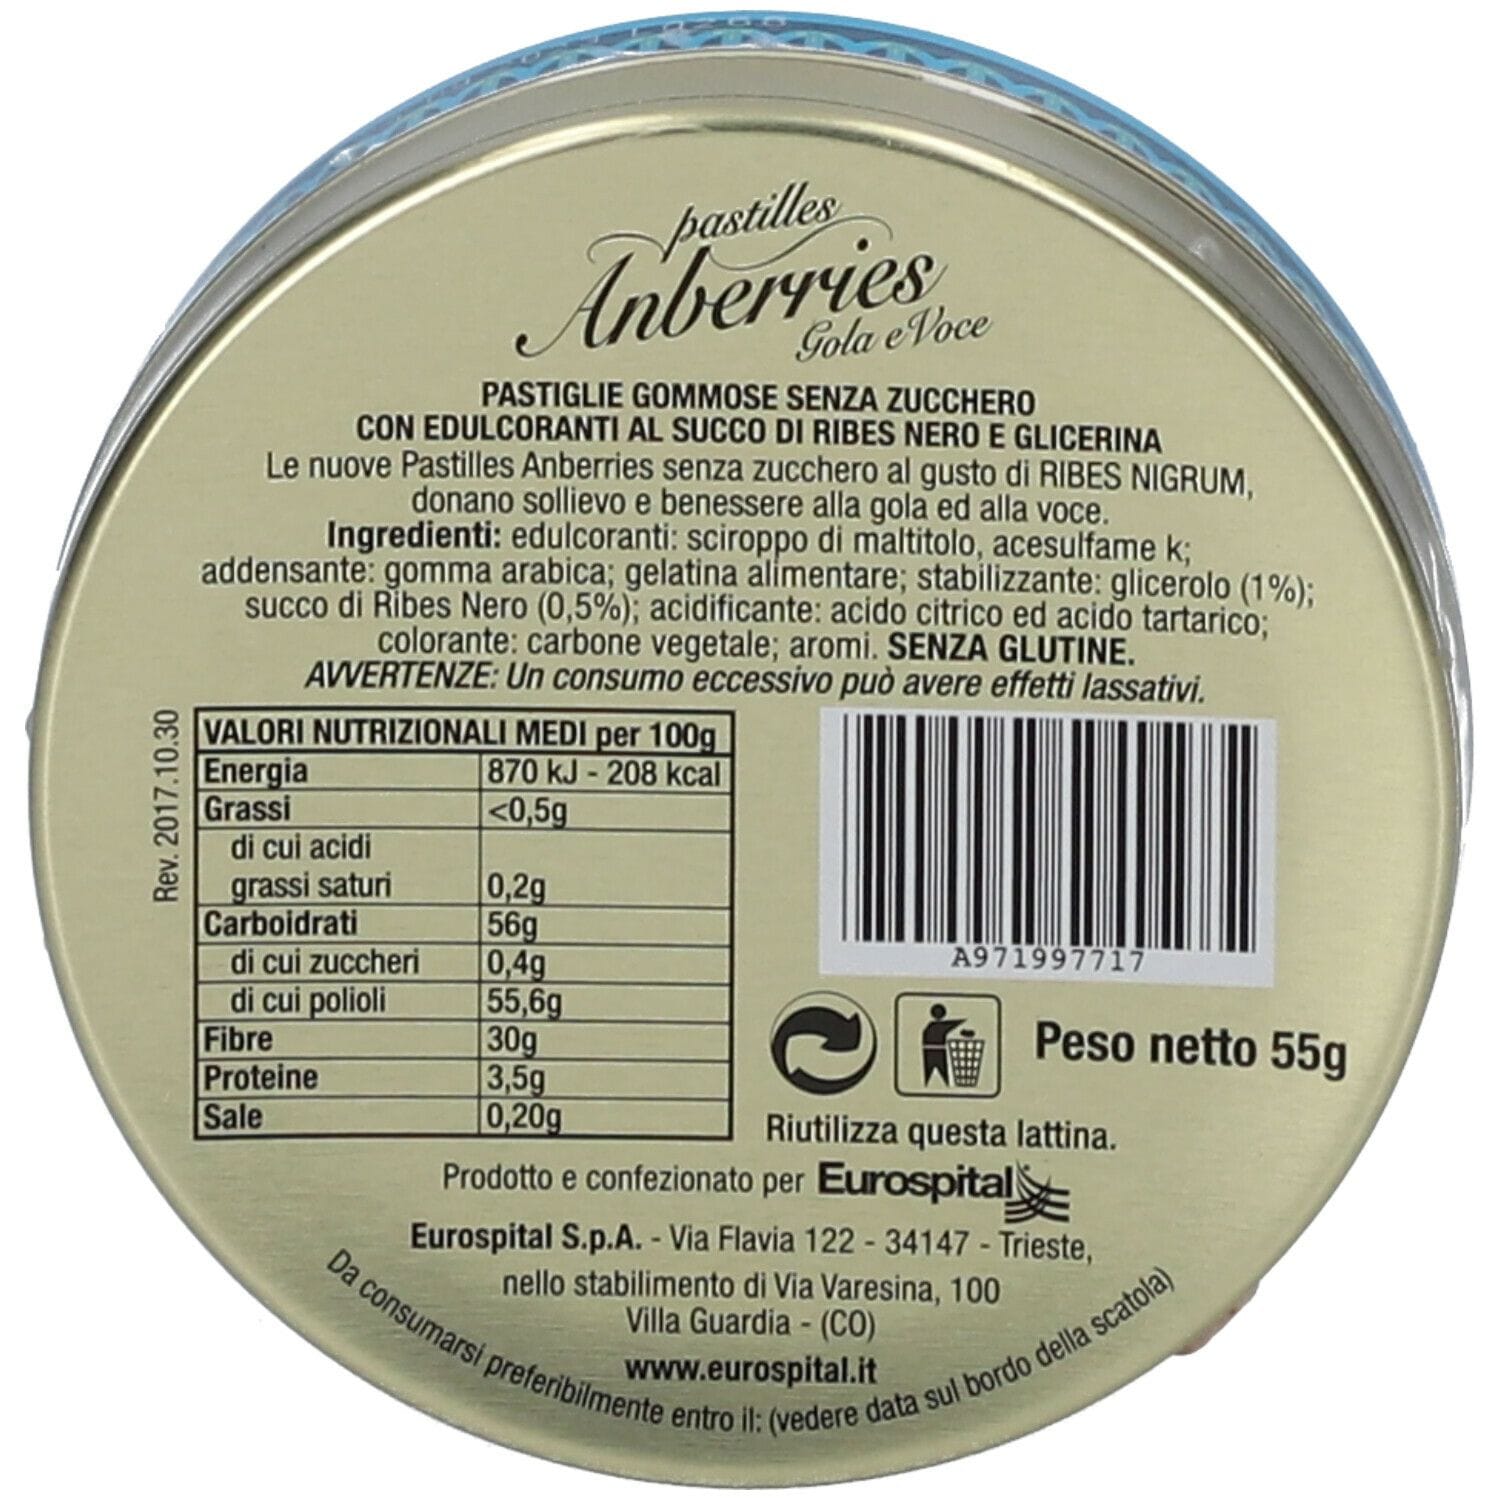 pastilles
Anberries
Gola e Voce
PASTIGLIE GOMMOSE SENZA ZUCCHERO
CON EDULCORANTI AL SUCCO DI RIBES NERO E GLICERINA
Le nuove Pastilles Anberries senza zucchero al gusto di RIBES NIGRUM,
donano sollievo e benessere alla gola ed alla voce.
Ingredienti: edulcoranti: sciroppo di maltitolo, acesulfame k;
addensante: gomma arabica; gelatina alimentare; stabilizzante: glicerolo (1%);
succo di Ribes Nero (0,5%); acidificante: acido citrico ed acido tartarico;
colorante: carbone vegetale; aromi. SENZA GLUTINE.
AVVERTENZE: Un consumo eccessivo può avere effetti lassativi.
Rev. 2017.10.30
VALORI NUTRIZIONALI MEDI per 100g
Energia 870 kJ - 208 kcal
Grassi <0,5g
di cui acidi
grassi saturi 0,2g
Carboidrati 56g
di cui zuccheri 0,4g
di cui polioli 55,6g
Fibre 30g
Proteine 3,5g
Sale 0,20g
A971997717
Peso netto 55g
Riutilizza questa lattina.
Prodotto e confezionato per Eurospital
Eurospital S.p.A. - Via Flavia 122 - 34147 - Trieste,
nello stabilimento di Via Varesina, 100
Villa Guardia - (CO)
www.eurospital.it
Da consumarsi preferibilmente entro il: (vedere data sul bordo della scatola)